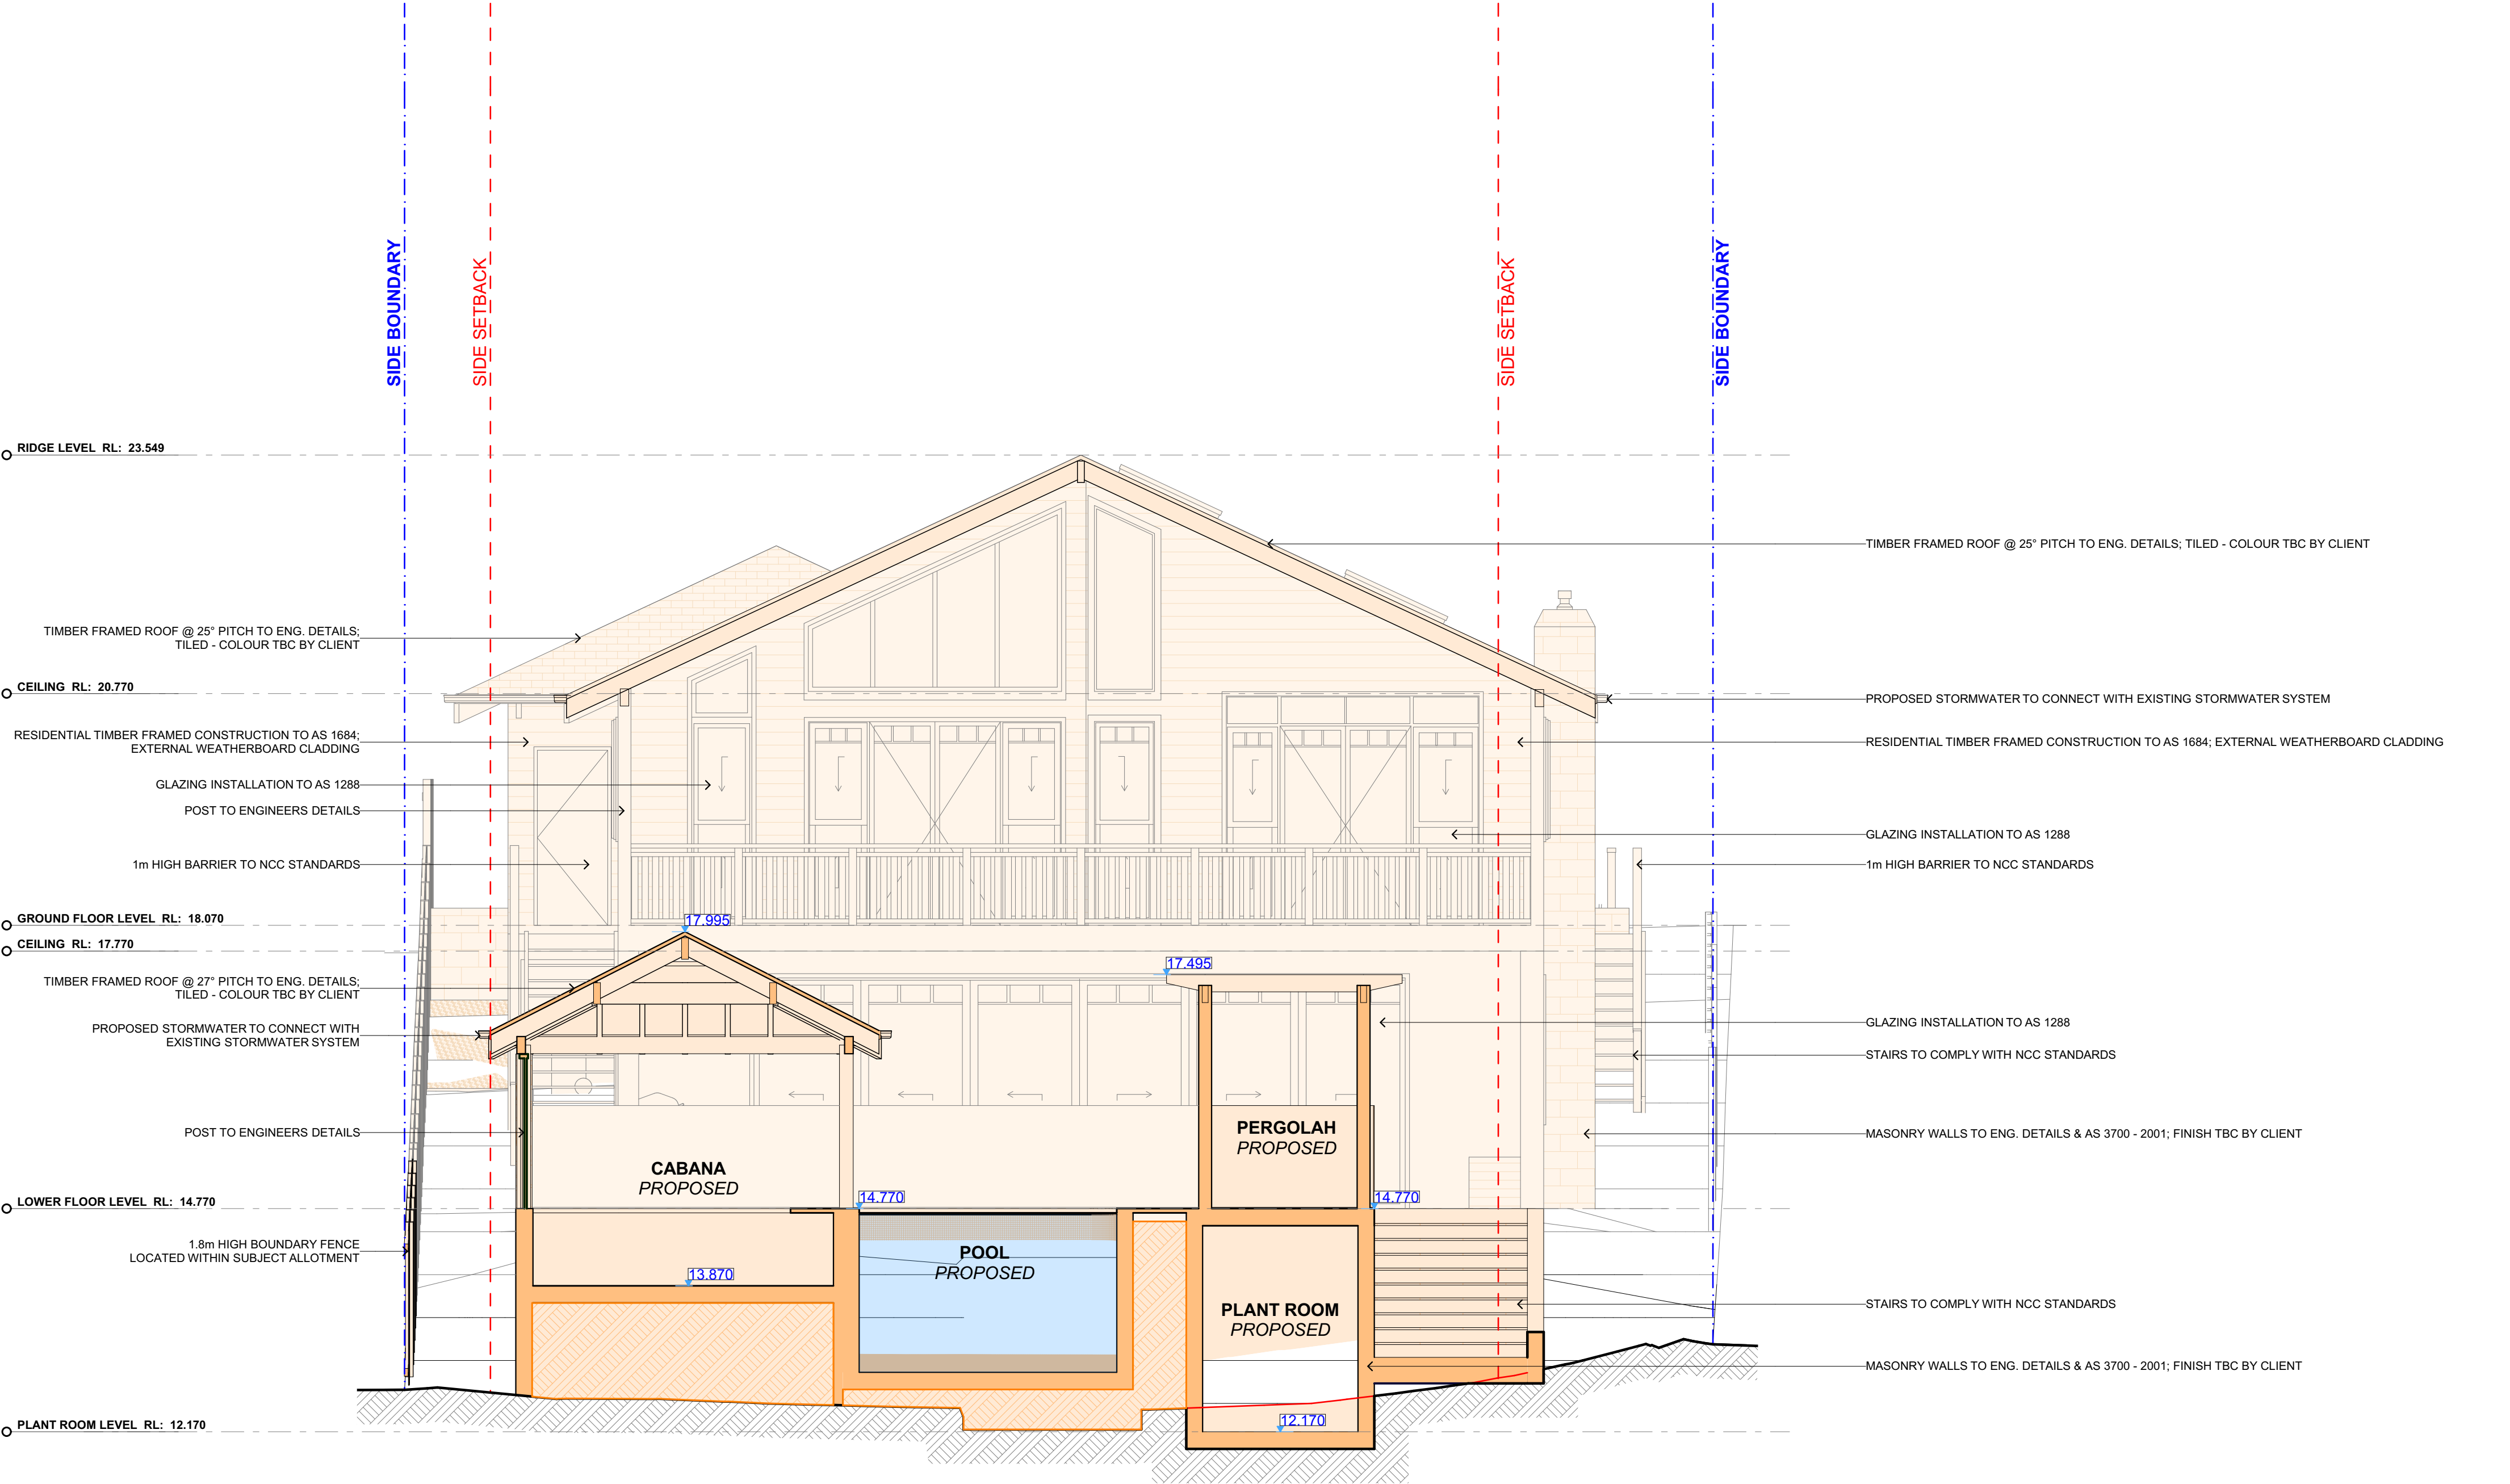 SIDE BOUNDARY
SIDE SETBACK
SIDE SETBACK
SIDE BOUNDARY
RIDGE LEVEL RL: 23.549
TIMBER FRAMED ROOF @ 25° PITCH TO ENG. DETAILS; TILED - COLOUR TBC BY CLIENT
TIMBER FRAMED ROOF @ 25° PITCH TO ENG. DETAILS;
TILED - COLOUR TBC BY CLIENT
CEILING RL: 20.770
PROPOSED STORMWATER TO CONNECT WITH EXISTING STORMWATER SYSTEM
RESIDENTIAL TIMBER FRAMED CONSTRUCTION TO AS 1684;
EXTERNAL WEATHERBOARD CLADDING
RESIDENTIAL TIMBER FRAMED CONSTRUCTION TO AS 1684; EXTERNAL WEATHERBOARD CLADDING
GLAZING INSTALLATION TO AS 1288
POST TO ENGINEERS DETAILS
GLAZING INSTALLATION TO AS 1288
1m HIGH BARRIER TO NCC STANDARDS
1m HIGH BARRIER TO NCC STANDARDS
GROUND FLOOR LEVEL RL: 18.070
17.995
CEILING RL: 17.770
17.495
TIMBER FRAMED ROOF @ 27° PITCH TO ENG. DETAILS;
TILED - COLOUR TBC BY CLIENT
PROPOSED STORMWATER TO CONNECT WITH
EXISTING STORMWATER SYSTEM
GLAZING INSTALLATION TO AS 1288
STAIRS TO COMPLY WITH NCC STANDARDS
POST TO ENGINEERS DETAILS
PERGOLAH
PROPOSED
MASONRY WALLS TO ENG. DETAILS & AS 3700 - 2001; FINISH TBC BY CLIENT
CABANA
PROPOSED
LOWER FLOOR LEVEL RL: 14.770
14.770
14.770
1.8m HIGH BOUNDARY FENCE
LOCATED WITHIN SUBJECT ALLOTMENT
POOL
PROPOSED
13.870
PLANT ROOM
PROPOSED
STAIRS TO COMPLY WITH NCC STANDARDS
MASONRY WALLS TO ENG. DETAILS & AS 3700 - 2001; FINISH TBC BY CLIENT
PLANT ROOM LEVEL RL: 12.170
12.170